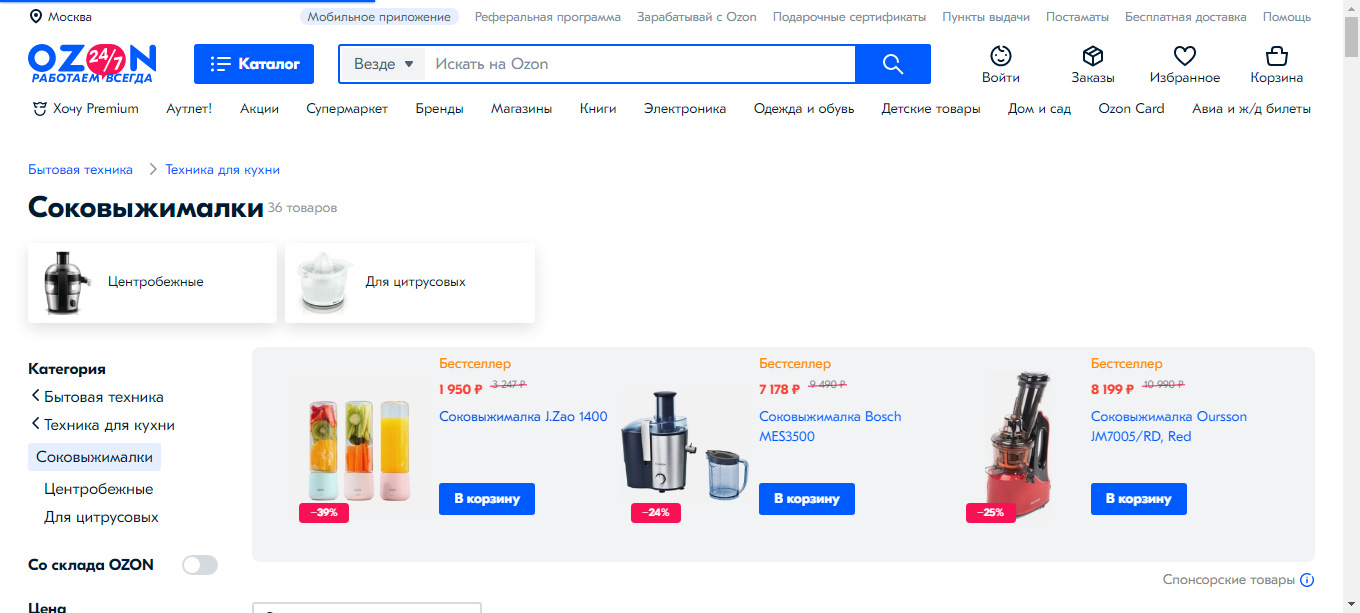 Москва
Мобильное приложение
Реферальная программа
Зарабатывай с Ozon
Подарочные сертификаты
Пункты выдачи
Постаматы
Бесплатная доставка
Помощь
OZON
24/7
РАБОТАЕМ ВСЕГДА
Каталог
Везде
Искать на Ozon
Войти
Заказы
Избранное
Корзина
Хочу Premium
Аутлет!
Акции
Супермаркет
Бренды
Магазины
Книги
Электроника
Одежда и обувь
Детские товары
Дом и сад
Ozon Card
Авиа и ж/д билеты
Бытовая техника
Техника для кухни
Соковыжималки 36 товаров
Центробежные
Для цитрусовых
Категория
Бытовая техника
Техника для кухни
Соковыжималки
Центробежные
Для цитрусовых
Со склада OZON
Цена
Бестселлер
1 950 ₽ 3 247 ₽
Соковыжималка J.Zao 1400
В корзину
−39%
Бестселлер
7 178 ₽ 9 490 ₽
Соковыжималка Bosch
MES3500
В корзину
−24%
Бестселлер
8 199 ₽ 10 990 ₽
Соковыжималка Oursson
JM7005/RD, Red
В корзину
−25%
Спонсорские товары